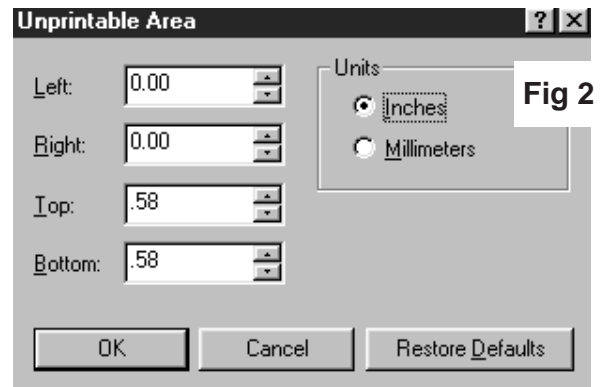 Unprintable Area
Left: 0.00
Right: 0.00
Top: .58
Bottom: .58
Units
Inches
Millimeters
Fig 2
OK Cancel Restore Defaults